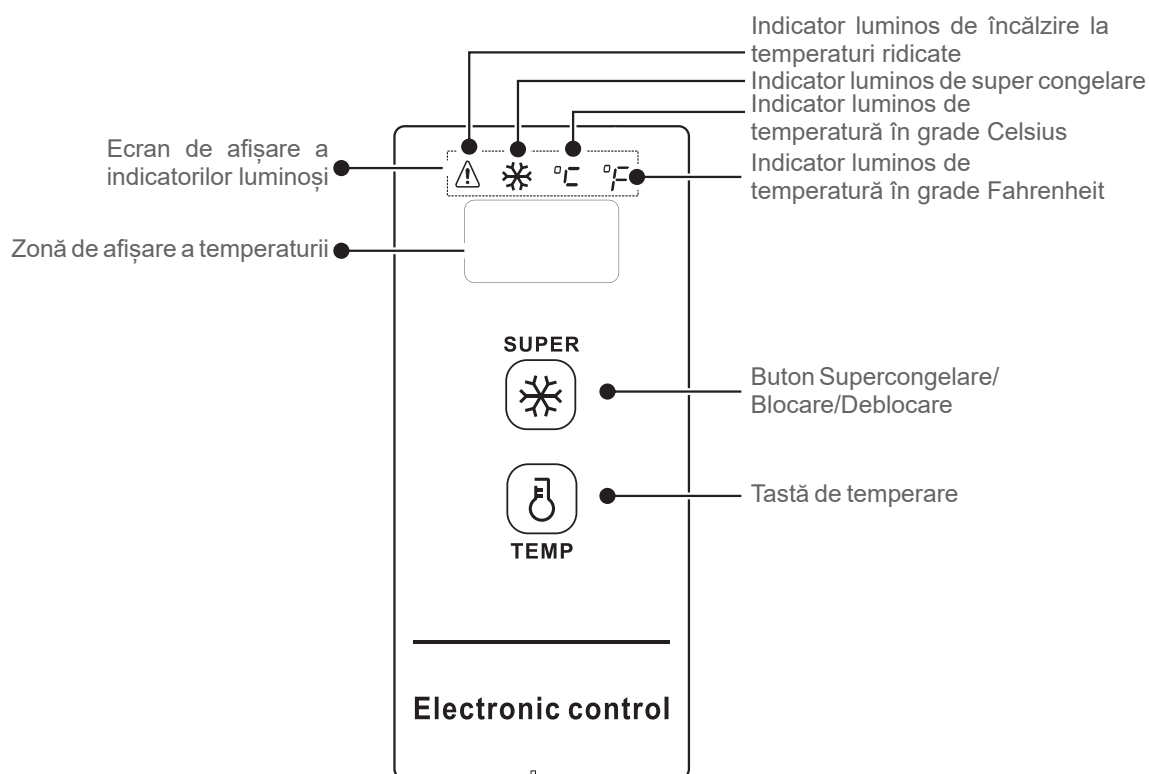 Indicator luminos de încălzire la
temperaturi ridicate
Indicator luminos de super congelare
Indicator luminos de
temperatură în grade Celsius
Ecran de afișare a
indicatorilor luminoși
°C °F
Indicator luminos de
temperatură în grade Fahrenheit
Zonă de afișare a temperaturii
SUPER
Buton Supercongelare/
Blocare/Deblocare
Tastă de temperare
TEMP
Electronic control